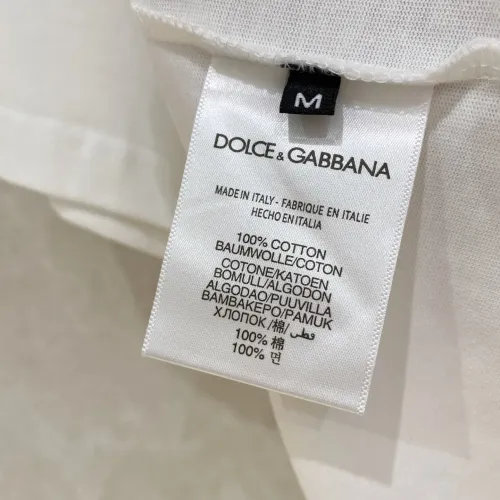 M
DOLCE & GABBANA
MADE IN ITALY - FABRIQUE EN ITALIE
HECHO EN ITALIA
100% COTTON
BAUMWOLLE/COTON
COTONE/KATOEN
BOMULL/ALGODON
ALGODAO/PUUVILLA
BAMBAKEPO/PAMUK
ХЛОПОК/棉/قطن
100% 棉
100% 면